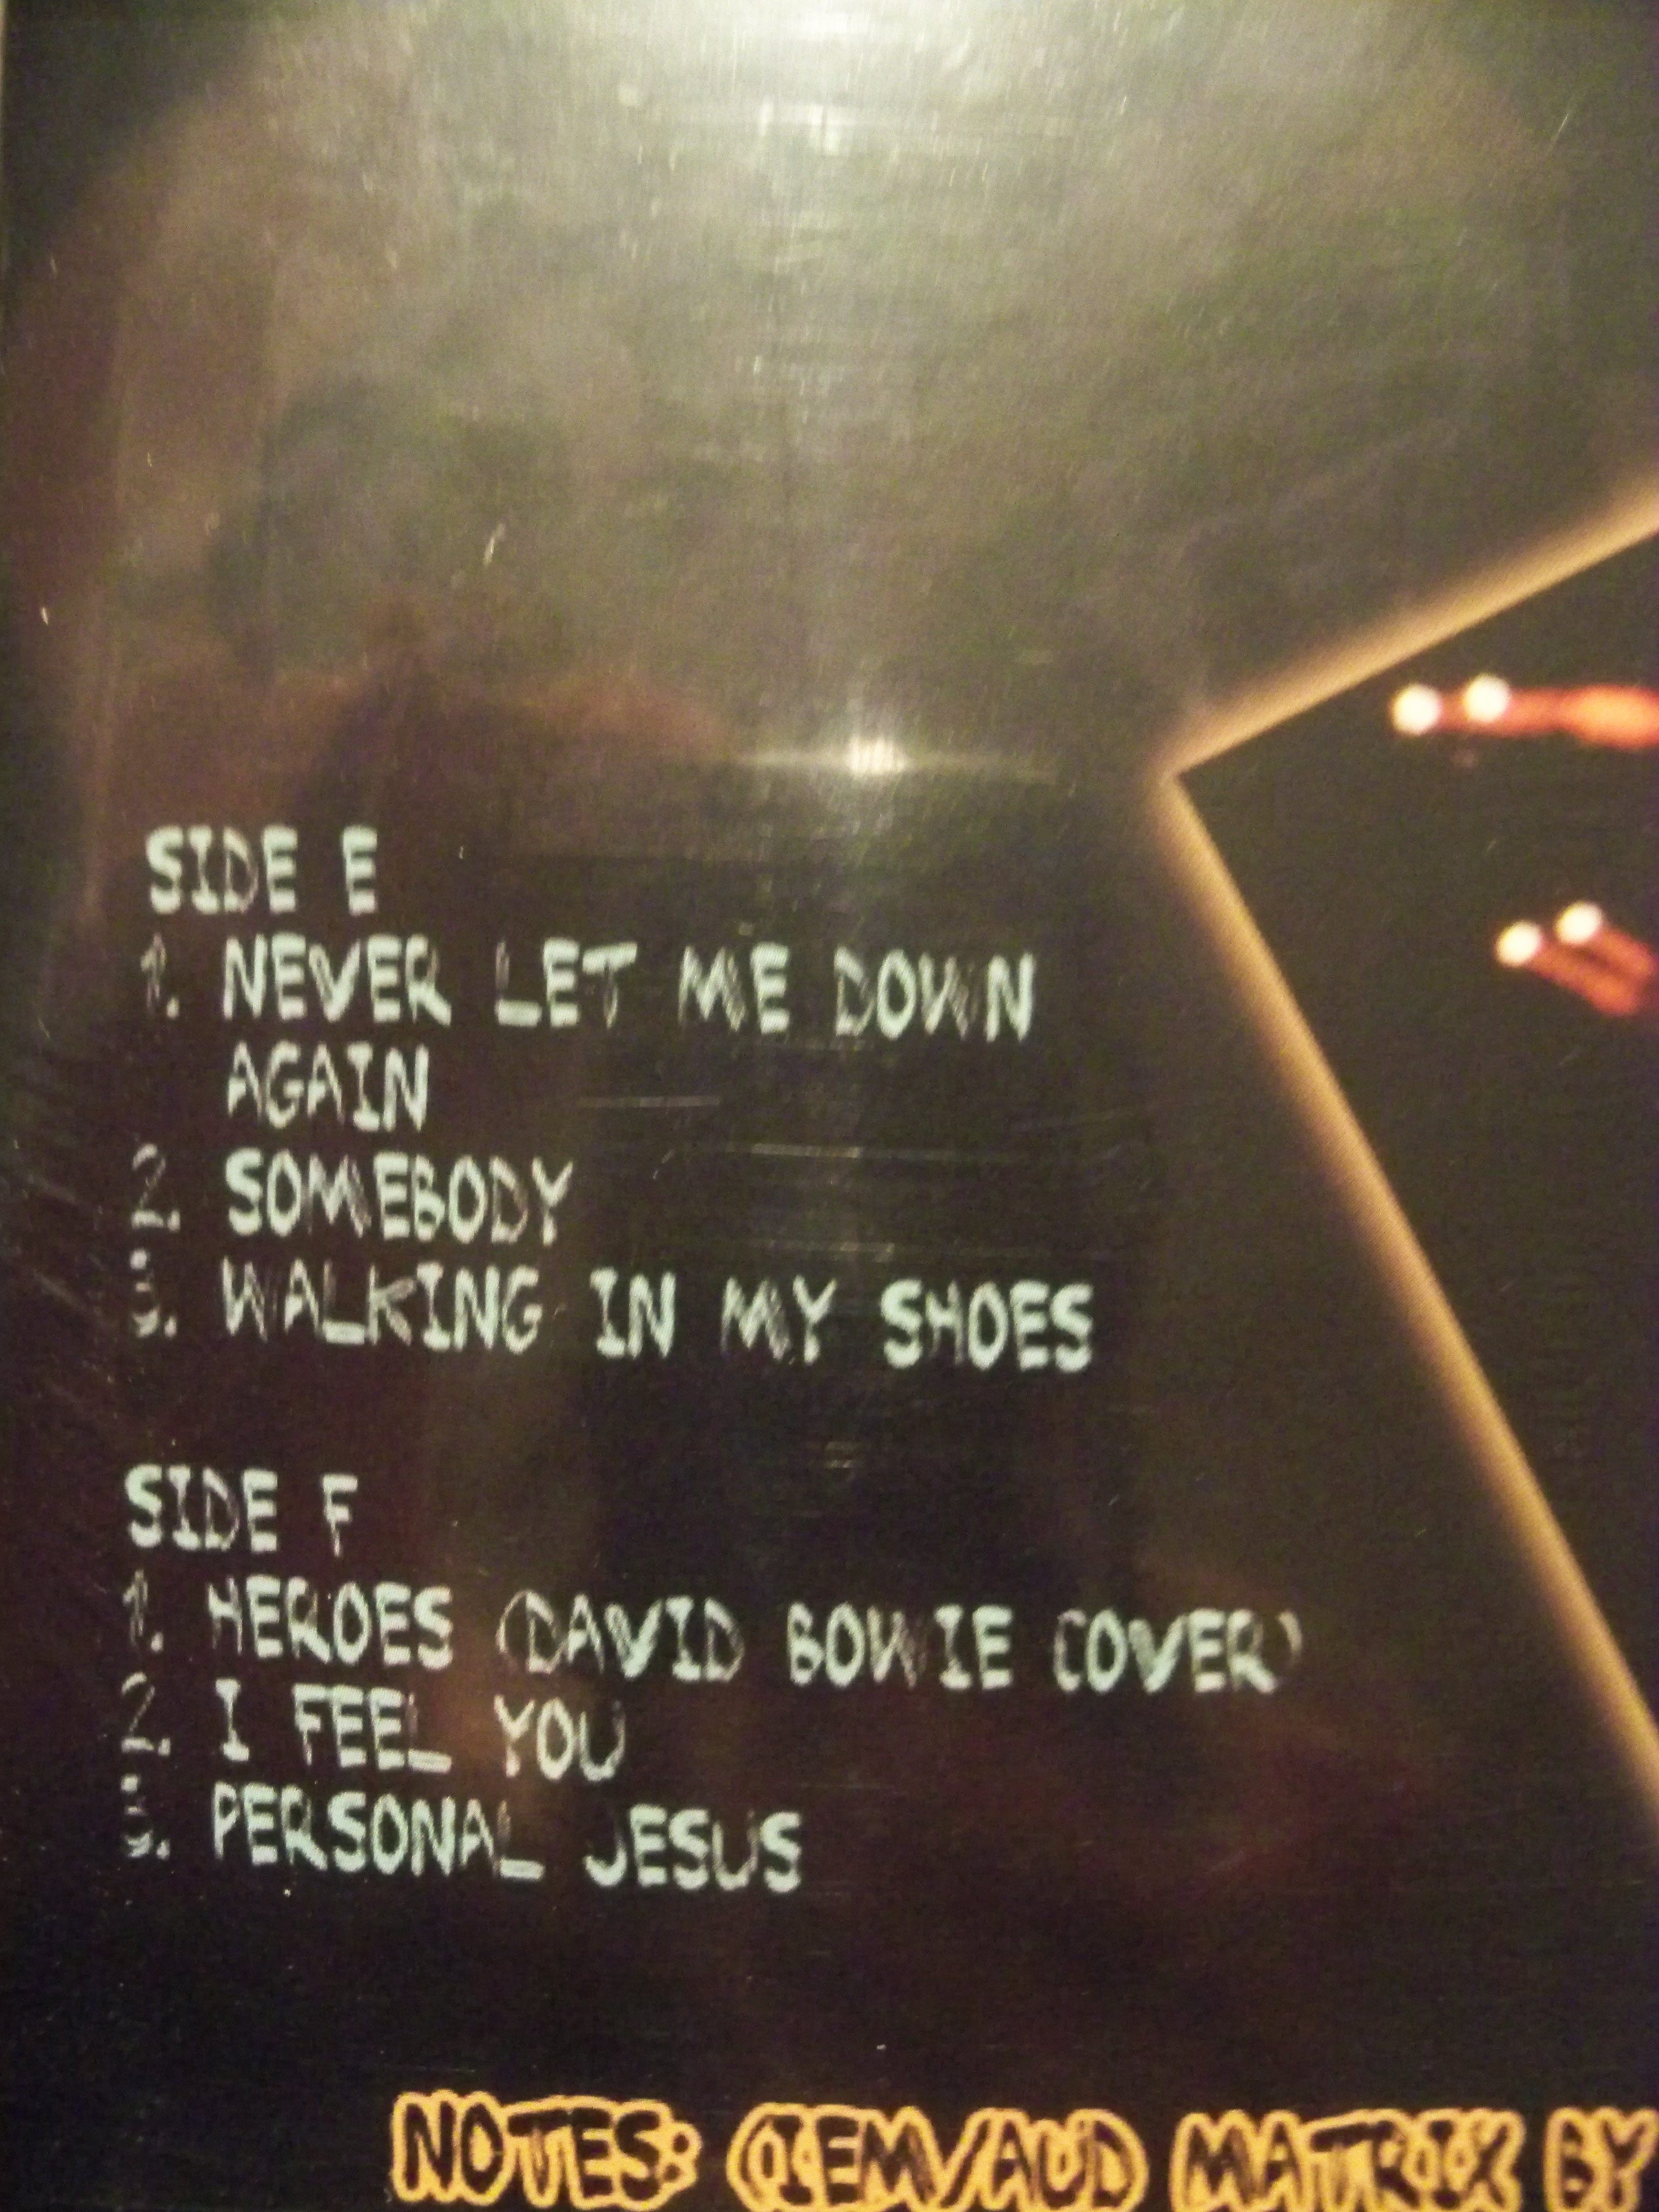 SIDE E
1. NEVER LET ME DOWN
AGAIN
2. SOMEBODY
3. WALKING IN MY SHOES
SIDE F
1. HEROES (DAVID BOWIE COVER)
2. I FEEL YOU
3. PERSONAL JESUS
NOTES: (IEM/AUD MATRIX BY